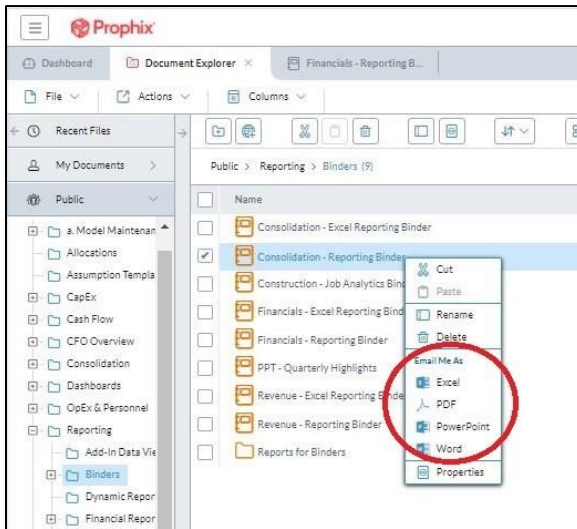 Prophix
Dashboard
Document Explorer ×
Financials - Reporting B...
File
Actions
Columns
Recent Files
My Documents
Public
Public > Reporting > Binders (9)
a. Model Maintenan
Allocations
Assumption Templa
CapEx
Cash Flow
CFO Overview
Consolidation
Dashboards
OpEx & Personnel
Reporting
Add-In Data Vie
Binders
Dynamic Repor
Financial Repor
Name
Consolidation - Excel Reporting Binder
Consolidation - Reporting Binder
Construction - Job Analytics Bind
Financials - Excel Reporting Bind
Financials - Reporting Binder
PPT - Quarterly Highlights
Revenue - Excel Reporting Binde
Revenue - Reporting Binder
Reports for Binders
Cut
Paste
Rename
Delete
Email Me As
Excel
PDF
PowerPoint
Word
Properties